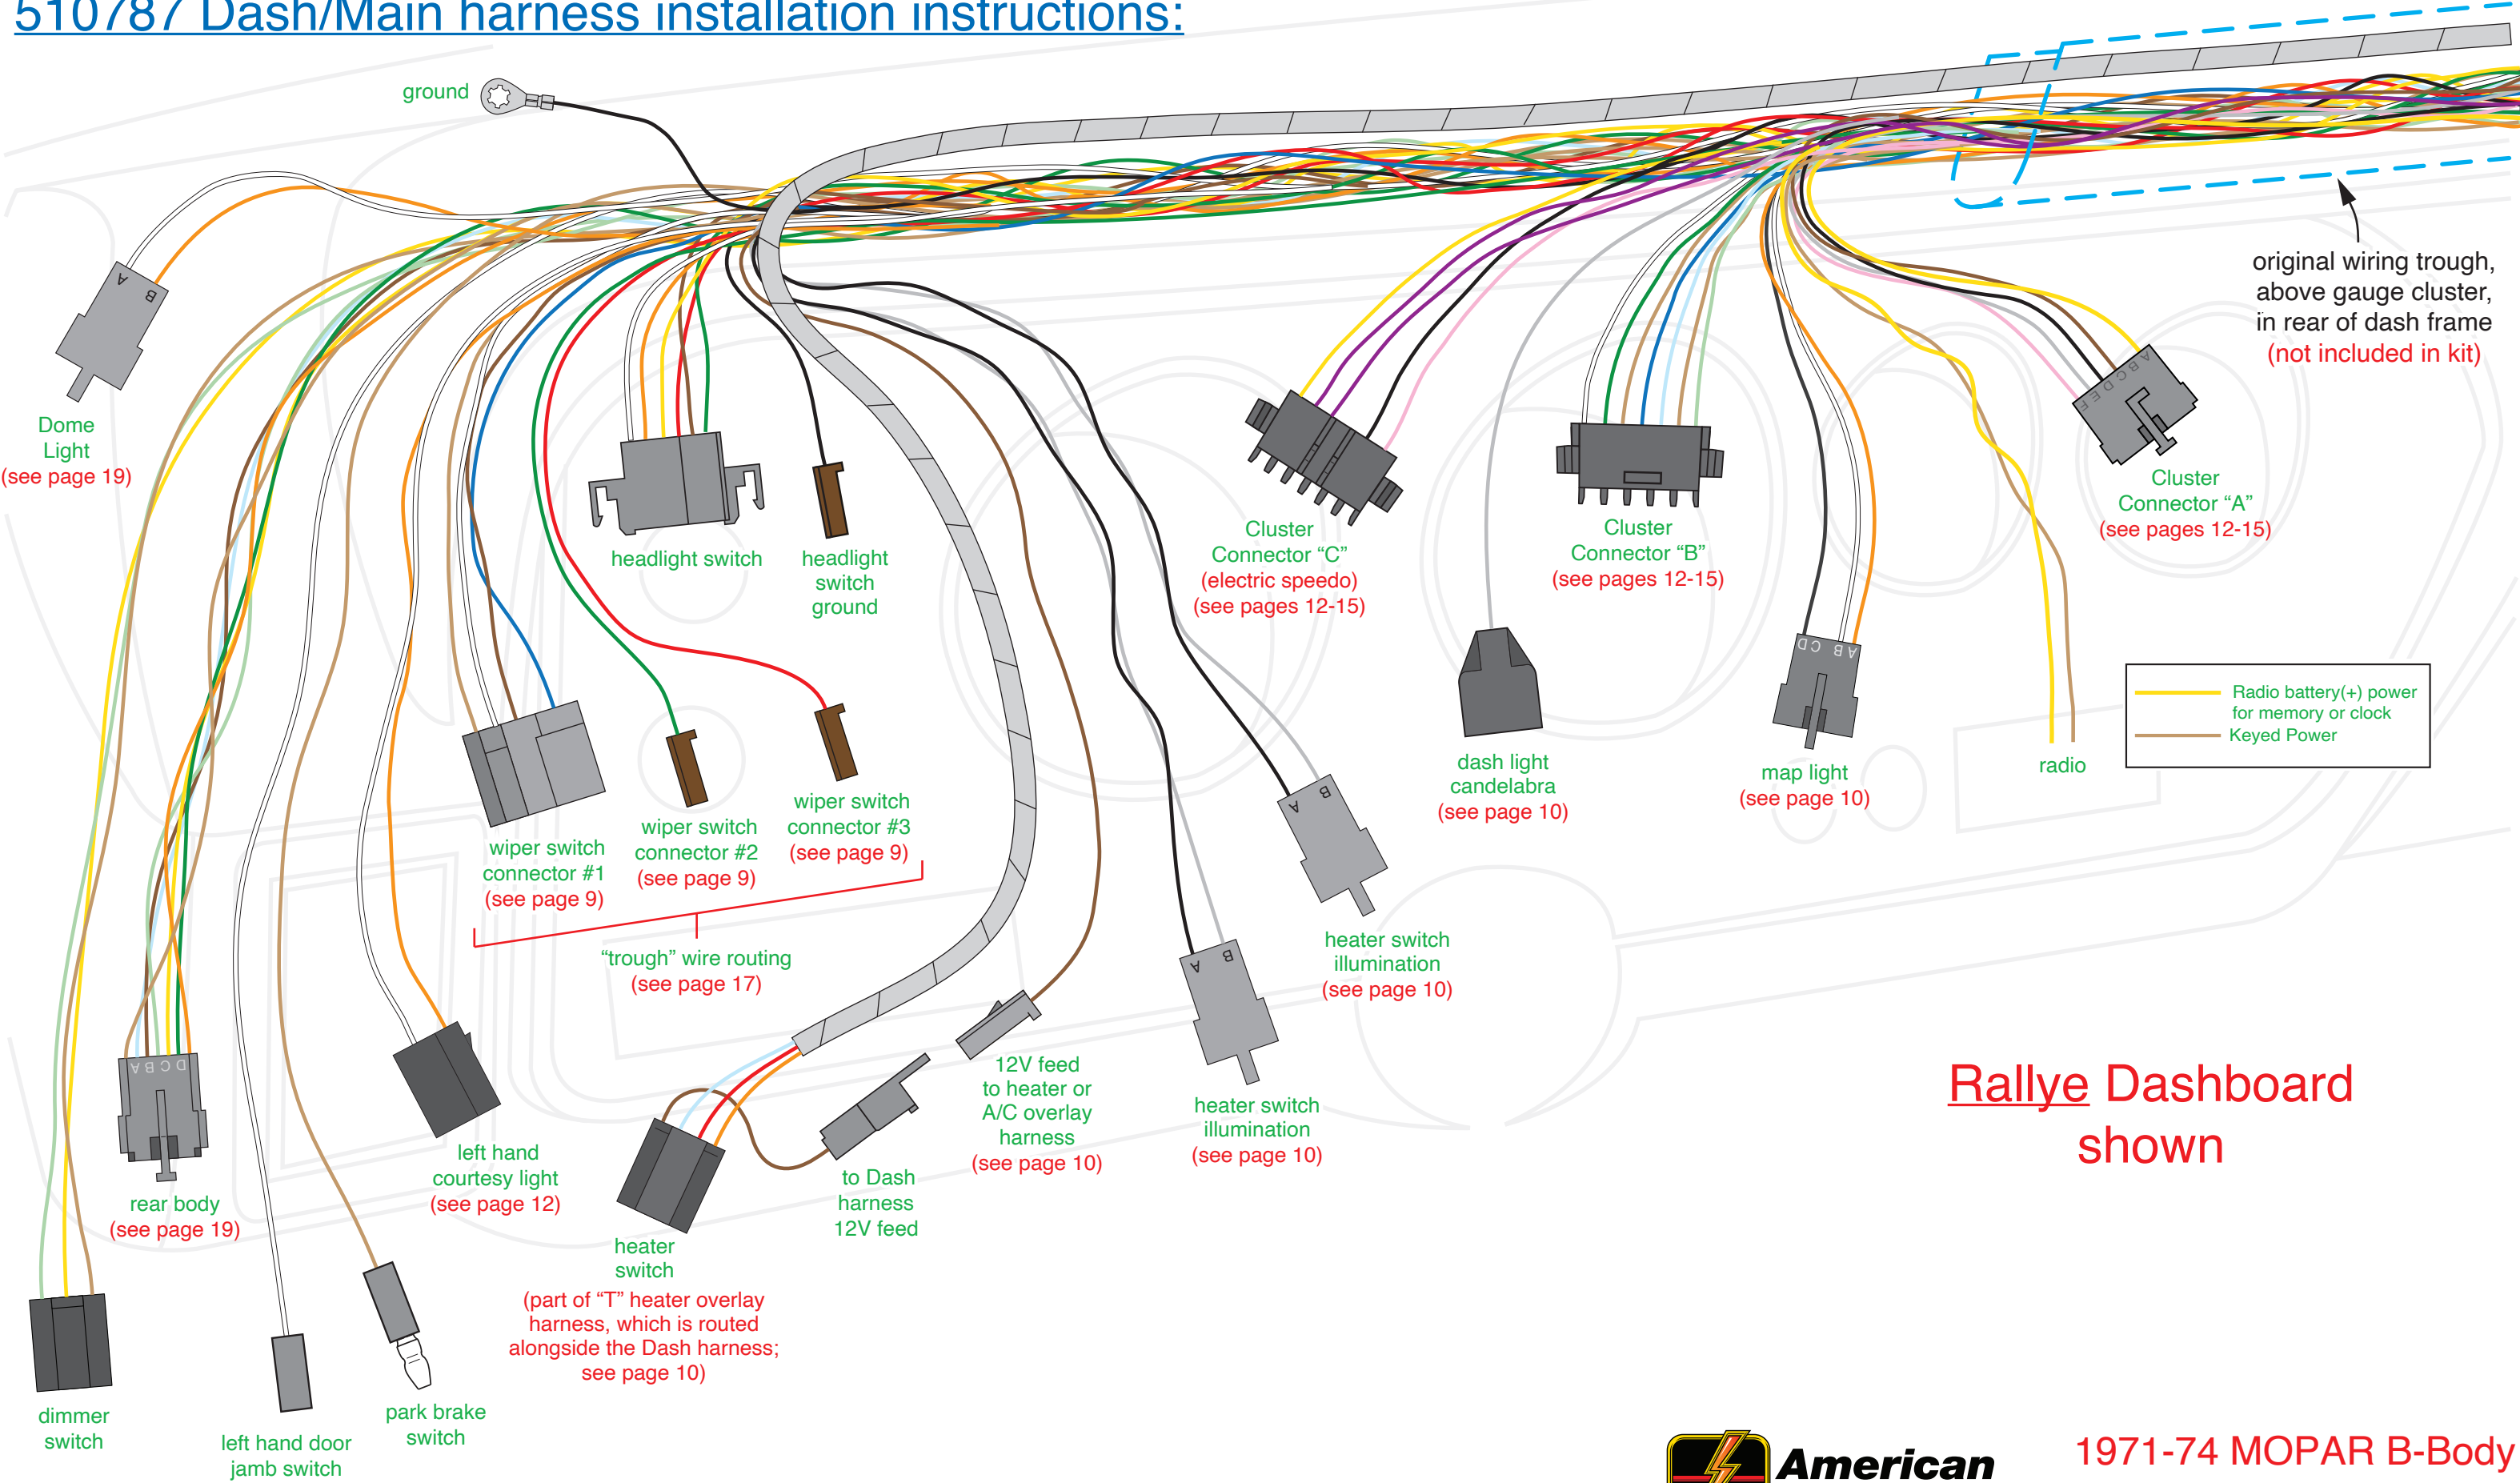 510787 Dash/Main harness installation instructions:
ground
original wiring trough,
above gauge cluster,
in rear of dash frame
(not included in kit)
A
B
Dome
Light
(see page 19)
headlight switch
headlight
switch
ground
Cluster
Connector “C”
(electric speedo)
(see pages 12-15)
Cluster
Connector “B”
(see pages 12-15)
A B C D E F
Cluster
Connector “A”
(see pages 12-15)
Radio battery(+) power
for memory or clock
Keyed Power
wiper switch
connector #1
(see page 9)
wiper switch
connector #2
(see page 9)
wiper switch
connector #3
(see page 9)
“trough” wire routing
(see page 17)
dash light
candelabra
(see page 10)
A B C D
map light
(see page 10)
radio
A B
heater switch
illumination
(see page 10)
A B
heater switch
illumination
(see page 10)
12V feed
to heater or
A/C overlay
harness
(see page 10)
to Dash
harness
12V feed
D C B A
rear body
(see page 19)
left hand
courtesy light
(see page 12)
heater
switch
(part of “T” heater overlay
harness, which is routed
alongside the Dash harness;
see page 10)
Rallye Dashboard
shown
dimmer
switch
left hand door
jamb switch
park brake
switch
American
1971-74 MOPAR B-Body